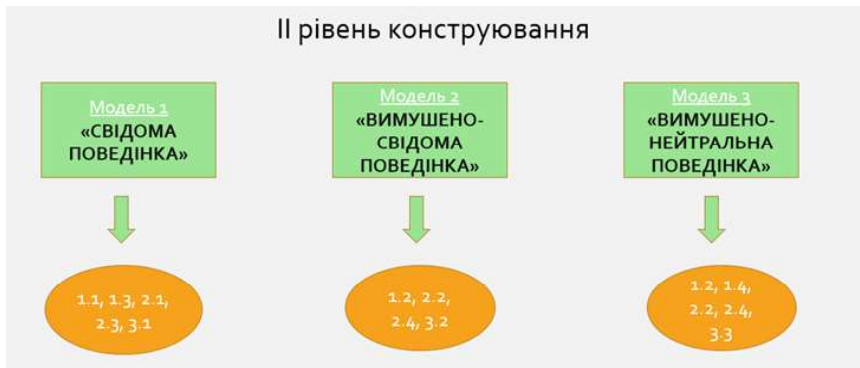 ІІ рівень конструювання
Модель 1
«СВІДОМА
ПОВЕДІНКА»
Модель 2
«ВИМУШЕНО-
СВІДОМА
ПОВЕДІНКА»
Модель 3
«ВИМУШЕНО-
НЕЙТРАЛЬНА
ПОВЕДІНКА»
1.1, 1.3, 2.1,
2.3, 3.1
1.2, 2.2,
2.4, 3.2
1.2, 1.4,
2.2, 2.4,
3.3